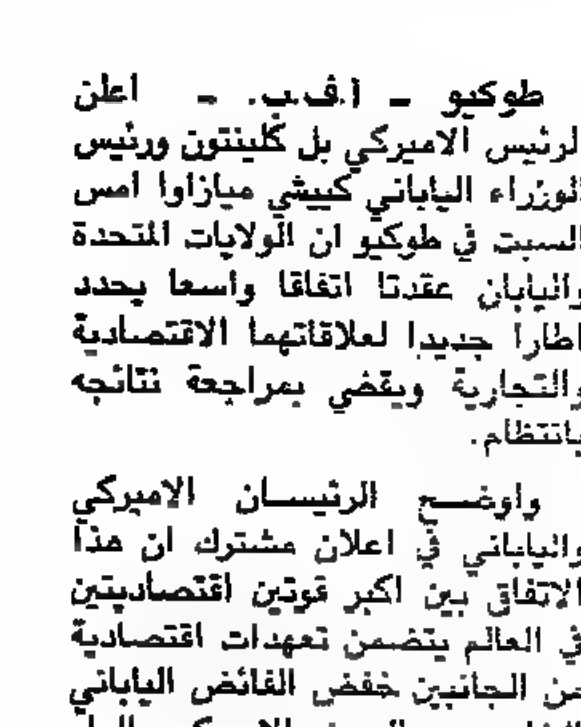 طوكيو - ا.ف.ب. - اعلن
الرئيس الاميركي بل كلينتون ورئيس
الوزراء الياباني كييشي ميازاوا امس
السبت في طوكيو ان الولايات المتحدة
واليابان عقدتا اتفاقا واسعا يحدد
اطارا جديدا لعلاقاتهما الاقتصادية
والتجارية ويقضي بمراجعة نتائجه
بانتظام.
واوضح الرئيسان الاميركي
والياباني في اعلان مشترك ان هذا
الاتفاق بين اكبر قوتين اقتصاديتين
في العالم يتضمن تعهدات اقتصادية
من الجانبين خفض الفائض الياباني